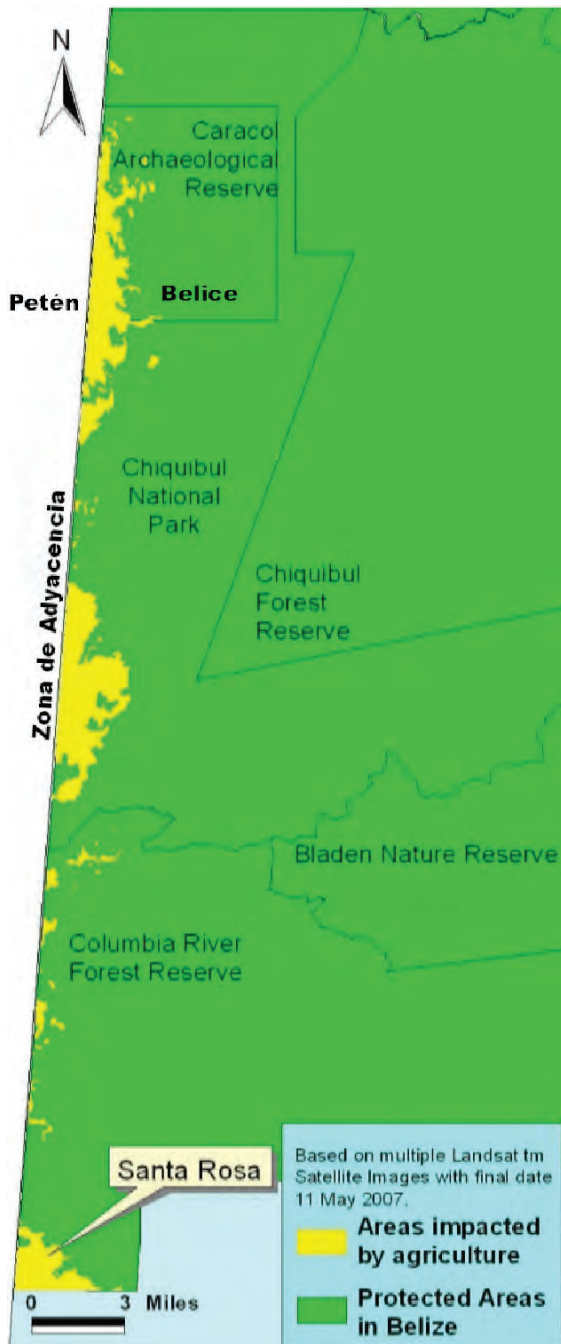 N
Caracol
Archaeological
Reserve
Petén
Belice
Chiquibul
National
Park
Zona de Adyacencia
Chiquibul
Forest
Reserve
Bladen Nature Reserve
Columbia River
Forest Reserve
Santa Rosa
0 3 Miles
Based on multiple Landsat tm
Satellite Images with final date
11 May 2007.
Areas impacted
by agriculture
Protected Areas
in Belize